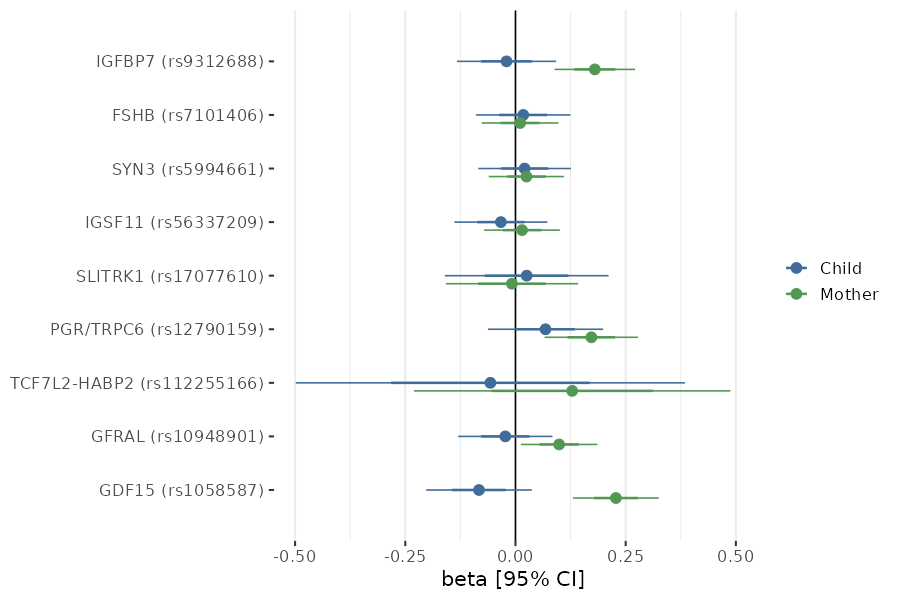 IGFBP7 (rs9312688)
FSHB (rs7101406)
SYN3 (rs5994661)
IGSF11 (rs56337209)
SLITRK1 (rs17077610)
PGR/TRPC6 (rs12790159)
TCF7L2-HABP2 (rs112255166)
GFRAL (rs10948901)
GDF15 (rs1058587)
-0.50 -0.25 0.00 0.25 0.50
beta [95% CI]
Child
Mother